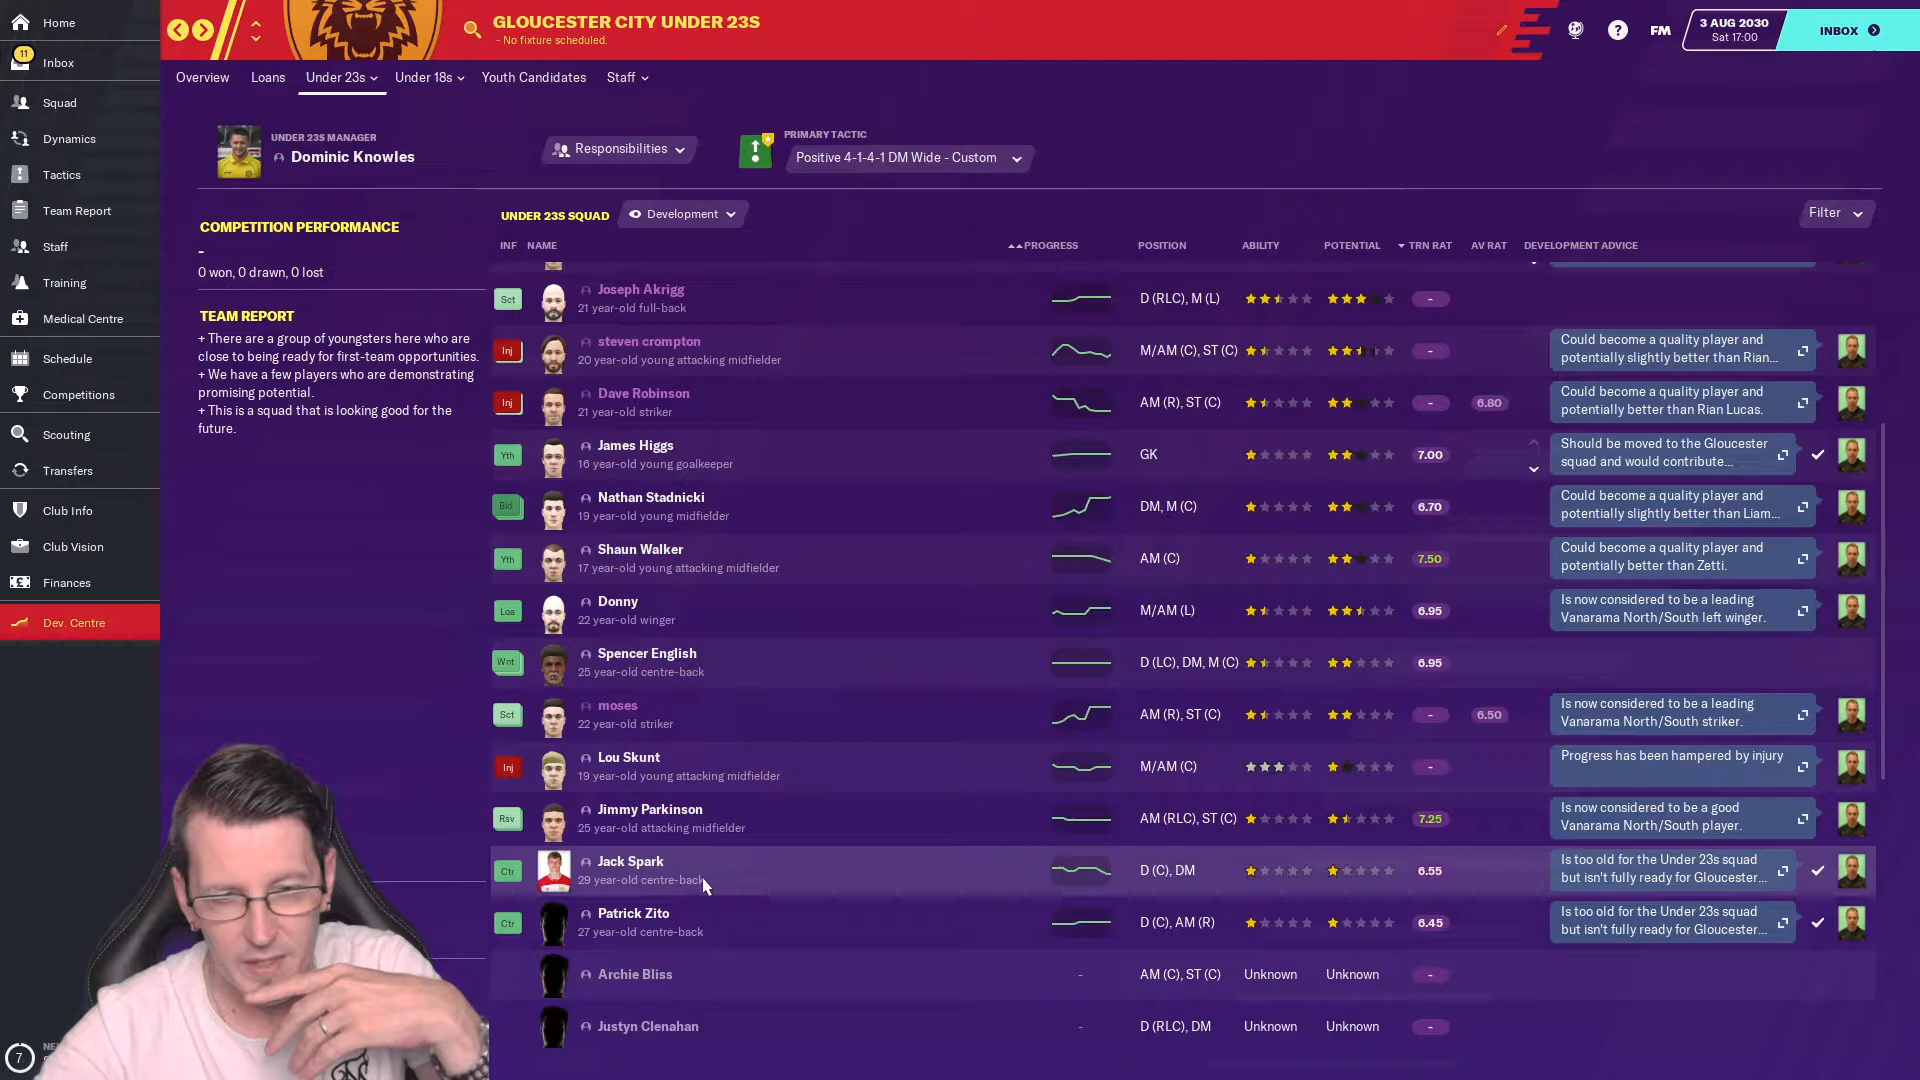 Home
11
Inbox
Squad
Dynamics
Tactics
Team Report
Staff
Training
Medical Centre
Schedule
Competitions
Scouting
Transfers
Club Info
Club Vision
Finances
Dev. Centre
7
GLOUCESTER CITY UNDER 23S
- No fixture scheduled.
?
FM
3 AUG 2030
Sat 17:00
INBOX
Overview
Loans
Under 23s
Under 18s
Youth Candidates
Staff
UNDER 23S MANAGER
Dominic Knowles
Responsibilities
PRIMARY TACTIC
Positive 4-1-4-1 DM Wide - Custom
COMPETITION PERFORMANCE
-
0 won, 0 drawn, 0 lost
TEAM REPORT
+ There are a group of youngsters here who are
close to being ready for first-team opportunities.
+ We have a few players who are demonstrating
promising potential.
+ This is a squad that is looking good for the
future.
UNDER 23S SQUAD
Development
Filter
INF NAME PROGRESS POSITION ABILITY POTENTIAL TRN RAT AV RAT DEVELOPMENT ADVICE
Sct Joseph Akrigg D (RLC), M (L) -
21 year-old full-back
Inj steven crompton M/AM (C), ST (C) -
20 year-old young attacking midfielder
Could become a quality player and
potentially slightly better than Rian...
Inj Dave Robinson AM (R), ST (C) - 6.80
21 year-old striker
Could become a quality player and
potentially better than Rian Lucas.
Yth James Higgs GK 7.00
16 year-old young goalkeeper
Should be moved to the Gloucester
squad and would contribute...
Bid Nathan Stadnicki DM, M (C) 6.70
19 year-old young midfielder
Could become a quality player and
potentially slightly better than Liam...
Yth Shaun Walker AM (C) 7.50
17 year-old young attacking midfielder
Could become a quality player and
potentially better than Zetti.
Loa Donny M/AM (L) 6.95
22 year-old winger
Is now considered to be a leading
Vanarama North/South left winger.
Wnt Spencer English D (LC), DM, M (C) 6.95
25 year-old centre-back
Sct moses AM (R), ST (C) - 6.50
22 year-old striker
Is now considered to be a leading
Vanarama North/South striker.
Inj Lou Skunt M/AM (C) -
19 year-old young attacking midfielder
Progress has been hampered by injury
Rsv Jimmy Parkinson AM (RLC), ST (C) 7.25
25 year-old attacking midfielder
Is now considered to be a good
Vanarama North/South player.
Ctr Jack Spark D (C), DM 6.55
29 year-old centre-back
Is too old for the Under 23s squad
but isn't fully ready for Gloucester...
Ctr Patrick Zito D (C), AM (R) 6.45
27 year-old centre-back
Is too old for the Under 23s squad
but isn't fully ready for Gloucester...
Archie Bliss - AM (C), ST (C) Unknown Unknown -
Justyn Clenahan - D (RLC), DM Unknown Unknown -